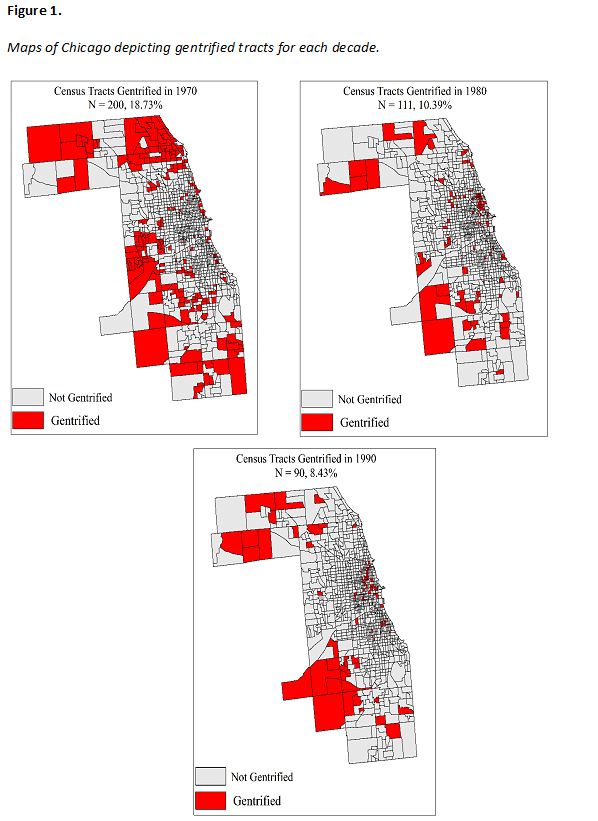 Figure 1.
Maps of Chicago depicting gentrified tracts for each decade.
Census Tracts Gentrified in 1970
N = 200, 18.73%
Not Gentrified
Gentrified
Census Tracts Gentrified in 1980
N = 111, 10.39%
Not Gentrified
Gentrified
Census Tracts Gentrified in 1990
N = 90, 8.43%
Not Gentrified
Gentrified